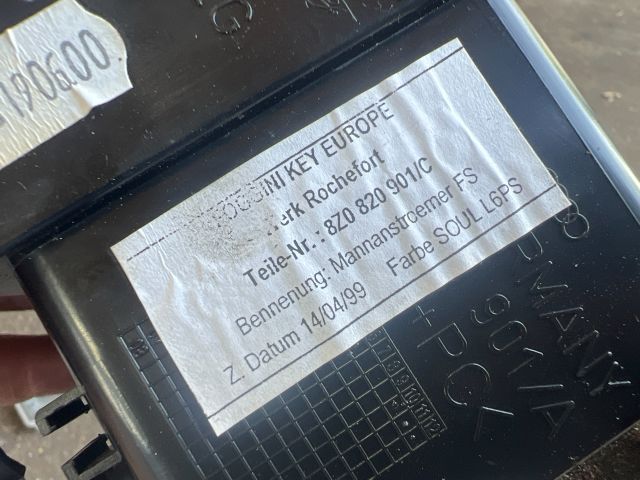 190600
KEY EUROPE
Rochefort
Teile-Nr.: 8Z0 820 901/C
Bennenung: Mannanstroemer FS
Z. Datum 14/04/99 Farbe SOUL L6PS
901/A